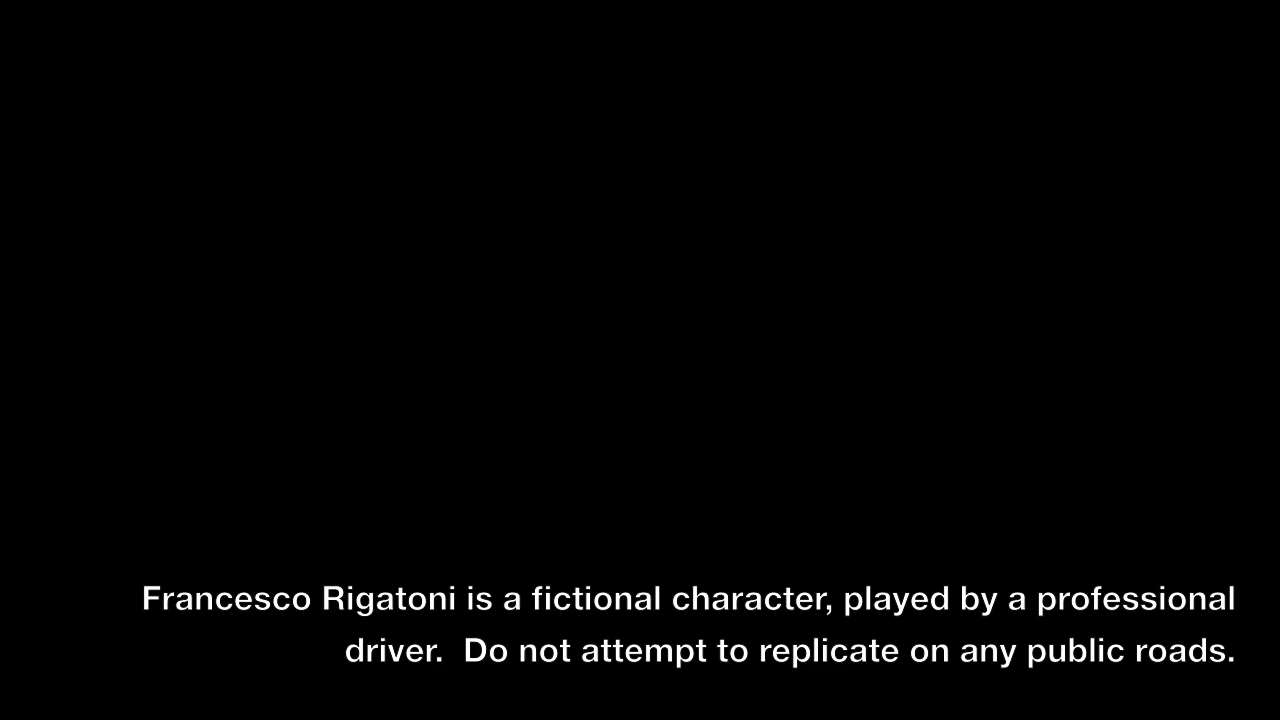 Francesco Rigatoni is a fictional character, played by a professional
driver.  Do not attempt to replicate on any public roads.